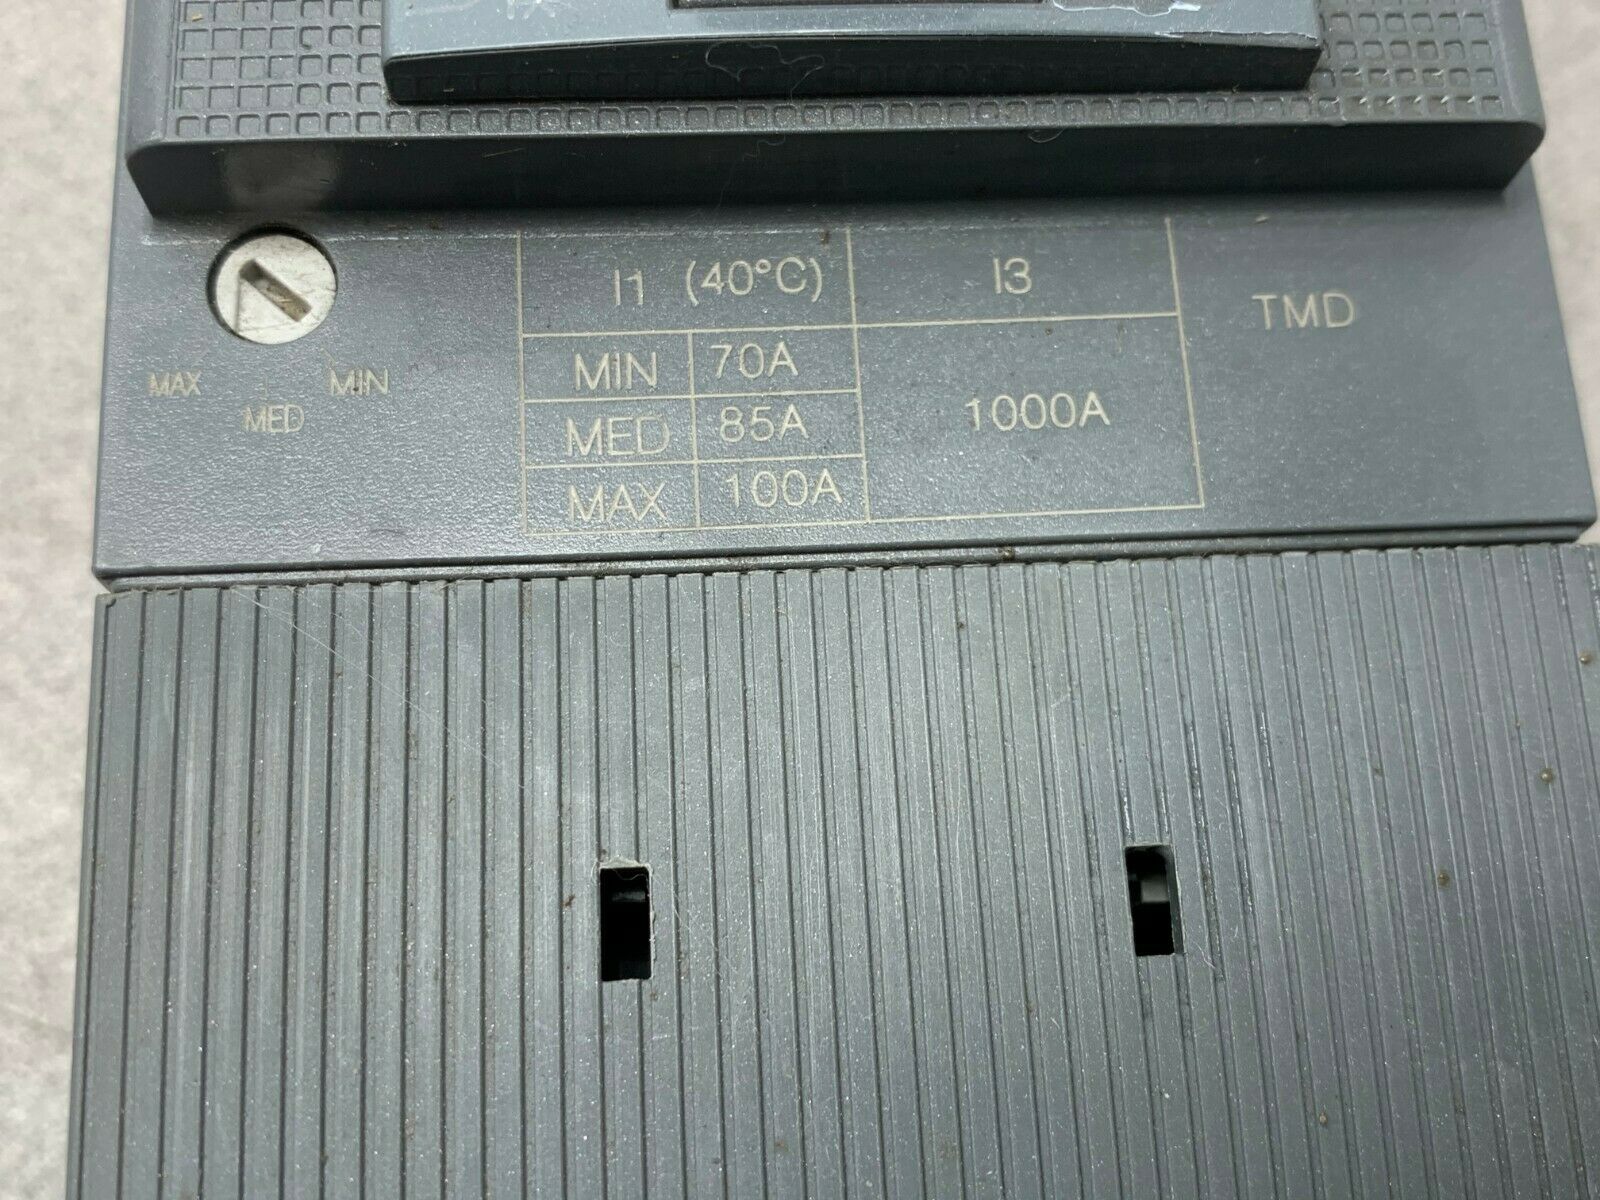 I1 (40°C) I3
TMD
MIN 70A
MED 85A 1000A
MAX 100A
MAX MED MIN